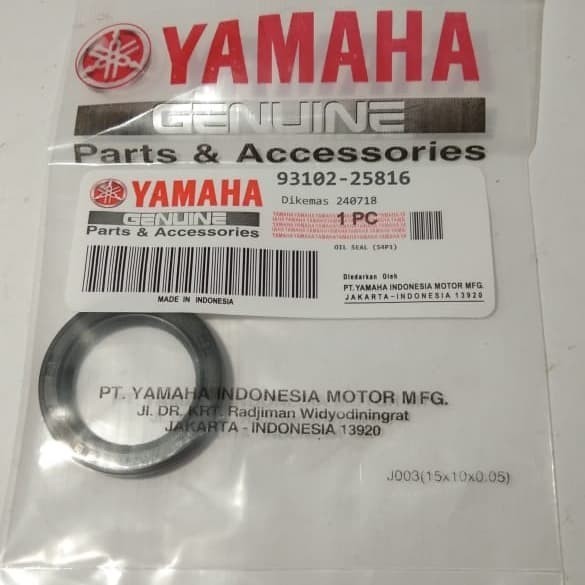 YAMAHA
GENUINE
Parts & Accessories
YAMAHA
GENUINE
Parts & Accessories
93102-25816
Dikemas 240718
1 PC
OIL SEAL (54P1)
MADE IN INDONESIA
Diedarkan Oleh
PT. YAMAHA INDONESIA MOTOR MFG.
JAKARTA-INDONESIA 13920
PT. YAMAHA INDONESIA MOTOR MFG.
Jl. DR. KRT. Radjiman Widyodiningrat
JAKARTA - INDONESIA 13920
J003(15x10x0.05)